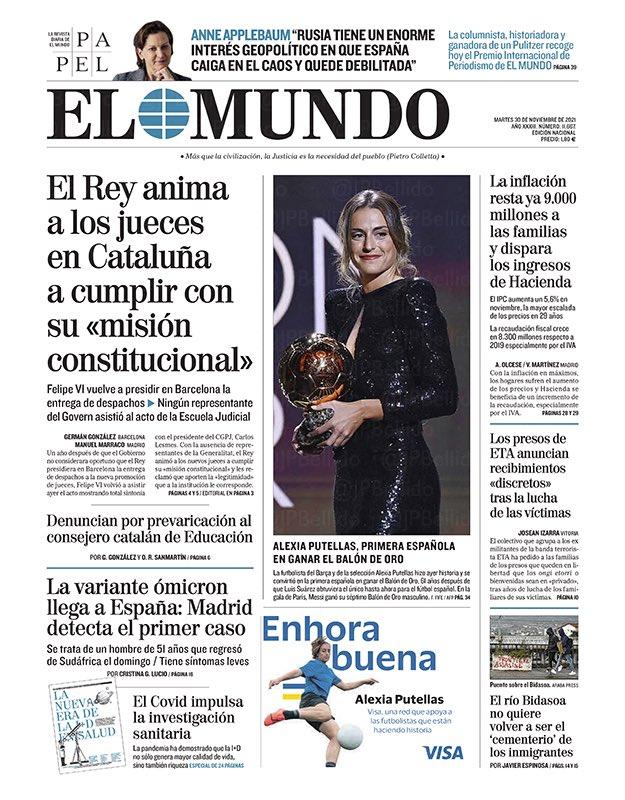 LA REVISTA
DIARIA DE
EL MUNDO
PA
PEL
ANNE APPLEBAUM “RUSIA TIENE UN ENORME
INTERÉS GEOPOLÍTICO EN QUE ESPAÑA
CAIGA EN EL CAOS Y QUEDE DEBILITADA”
La columnista, historiadora y
ganadora de un Pulitzer recoge
hoy el Premio Internacional de
Periodismo de EL MUNDO PÁGINA 39
EL MUNDO
MARTES 30 DE NOVIEMBRE DE 2021
AÑO XXXIII. NÚMERO: 11.667.
EDICIÓN NACIONAL
PRECIO: 1,80 €
• Más que la civilización, la Justicia es la necesidad del pueblo (Pietro Colletta) •
El Rey anima
a los jueces
en Cataluña
a cumplir con
su «misión
constitucional»
Felipe VI vuelve a presidir en Barcelona la
entrega de despachos ▶ Ningún representante
del Govern asistió al acto de la Escuela Judicial
GERMÁN GONZÁLEZ BARCELONA
MANUEL MARRACO MADRID
Un año después de que el Gobierno
no considerara oportuno que el Rey
presidiera en Barcelona la entrega
de despachos a la nueva promoción
de jueces, Felipe VI volvió a asistir
ayer el acto mostrando total sintonía
con el presidente del CGPJ, Carlos
Lesmes. Con la ausencia de repre-
sentantes de la Generalitat, el Rey
animó a los nuevos jueces a cumplir
su «misión constitucional» y les re-
clamó que aporten la «legitimidad»
que a la institución le corresponde.
PÁGINAS 4 Y 5 / EDITORIAL EN PÁGINA 3
Denuncian por prevaricación al
consejero catalán de Educación
POR G. GONZÁLEZ Y O. R. SANMARTÍN / PÁGINA 6
La variante ómicron
llega a España: Madrid
detecta el primer caso
Se trata de un hombre de 51 años que regresó
de Sudáfrica el domingo / Tiene síntomas leves
POR CRISTINA G. LUCIO / PÁGINA 16
LA
NUEVA
ERA DE
LA I+D
EN SALUD
El Covid impulsa
la investigación
sanitaria
La pandemia ha demostrado que la I+D
no sólo genera mayor calidad de vida,
sino también riqueza ESPECIAL DE 24 PÁGINAS
@JPBellido
ALEXIA PUTELLAS, PRIMERA ESPAÑOLA
EN GANAR EL BALÓN DE ORO
La futbolista del Barça y de la selección Alexia Putellas hizo ayer historia y se
convirtió en la primera española en ganar el Balón de Oro. 61 años después de
que Luis Suárez obtuviera el único hasta ahora para el fútbol español. En la
gala de París, Messi ganó su séptimo Balón de Oro masculino. F. FIFE / AFP PÁG. 34
Enhora
buena
Alexia Putellas
Visa, una red que apoya a
las futbolistas que están
haciendo historia
VISA
La inflación
resta ya 9.000
millones a
las familias
y dispara
los ingresos
de Hacienda
El IPC aumenta un 5,6% en
noviembre, la mayor escalada
de los precios en 29 años
La recaudación fiscal crece
en 8.300 millones respecto a
2019 especialmente por el IVA
A. OLCESE / V. MARTÍNEZ MADRID
Con la inflación en máximos,
los hogares sufren el aumento
de los precios y Hacienda se
beneficia de un incremento de
la recaudación, especialmente
por el IVA. PÁGINAS 28 Y 29
Los presos de
ETA anuncian
recibimientos
«discretos»
tras la lucha
de las víctimas
JOSEAN IZARRA VITORIA
El colectivo que agrupa a los ex
militantes de la banda terroris-
ta ETA ha pedido a las familias
de los presos que queden en li-
bertad que los ongi etorri o
bienvenidas sean en «privado»,
tras años de lucha de los fami-
liares de sus víctimas. PÁGINA 10
Puente sobre el Bidasoa. ARABA PRESS
El río Bidasoa
no quiere
volver a ser el
‘cementerio’ de
los inmigrantes
POR JAVIER ESPINOSA / PÁGS. 14 Y 15